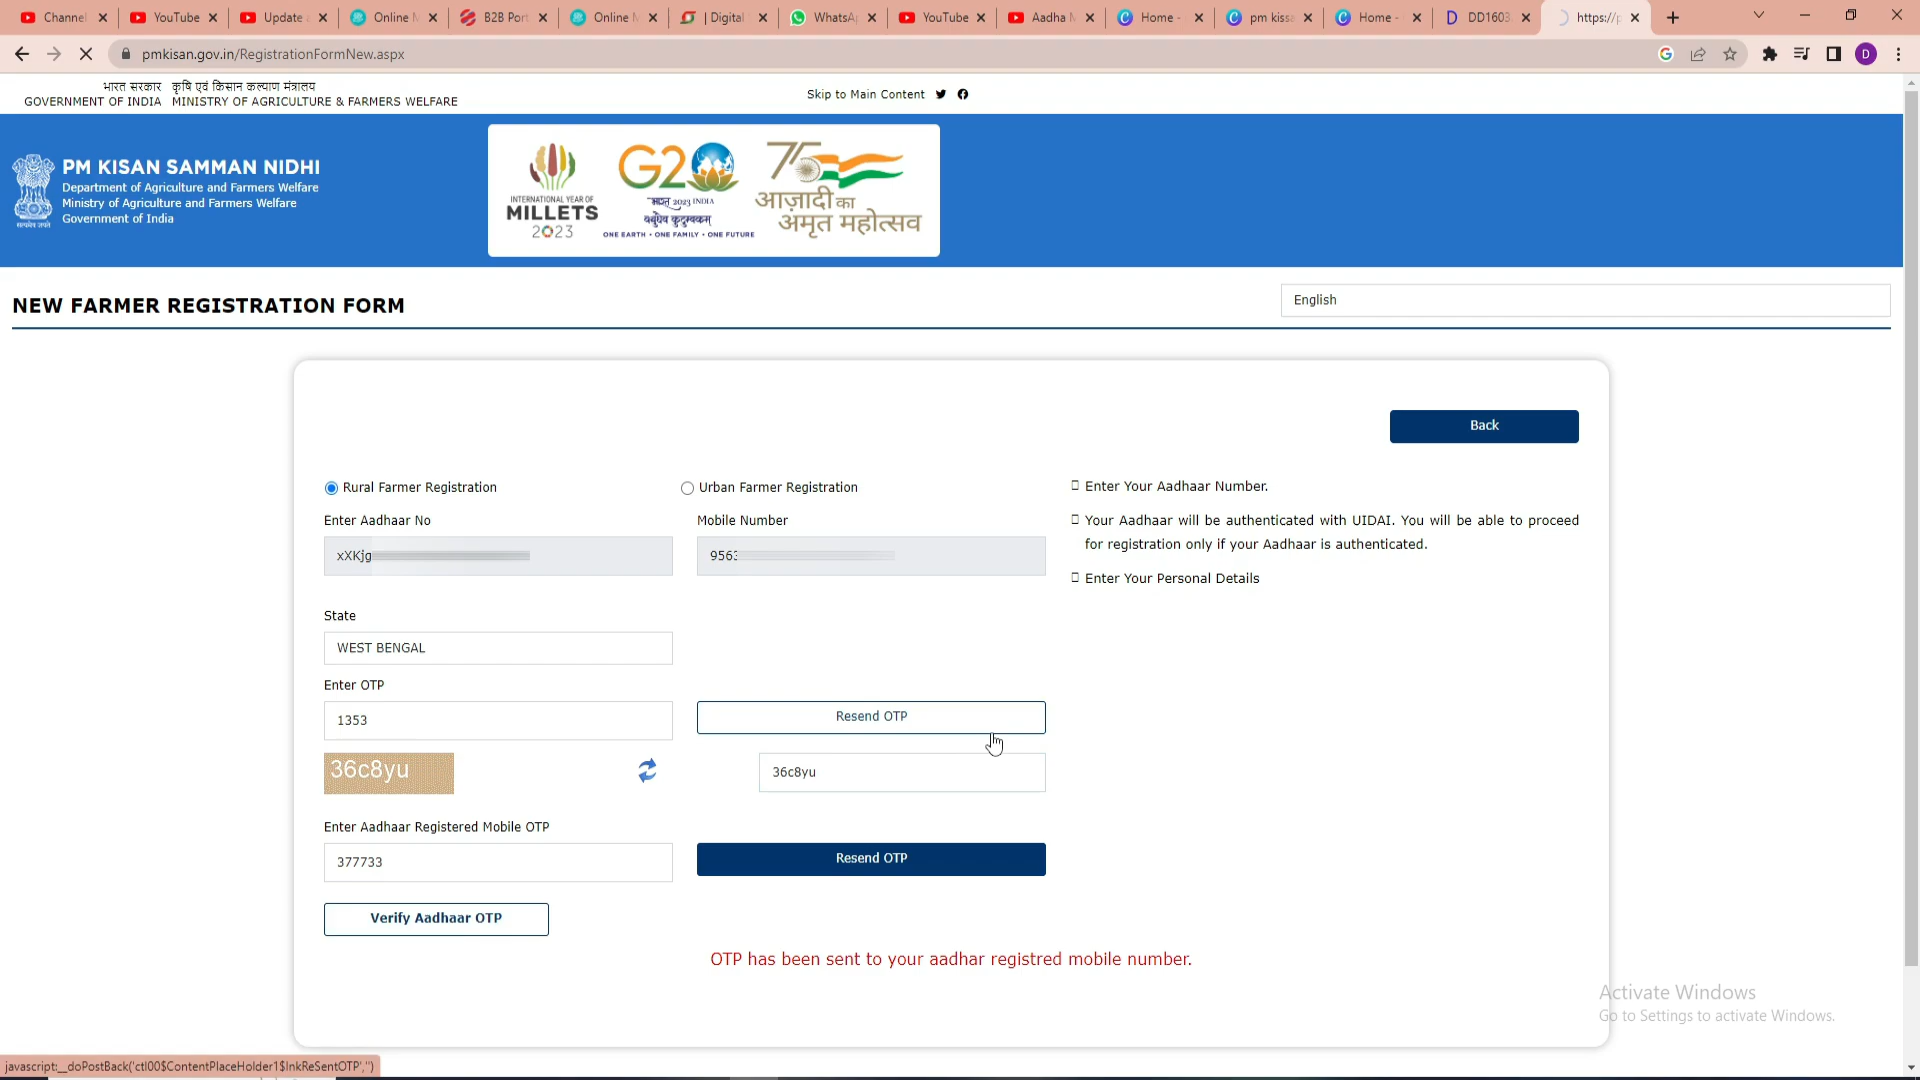 Channel
YouTube
Update
Online
B2B Port
Online
| Digital
WhatsA
YouTube
Aadha
Home -
pm kissa
Home -
DD1603
https://p
pmkisan.gov.in/RegistrationFormNew.aspx
D
भारत सरकार कृषि एवं किसान कल्याण मंत्रालय
GOVERNMENT OF INDIA MINISTRY OF AGRICULTURE & FARMERS WELFARE
Skip to Main Content
PM KISAN SAMMAN NIDHI
Department of Agriculture and Farmers Welfare
Ministry of Agriculture and Farmers Welfare
Government of India
सत्यमेव जयते
INTERNATIONAL YEAR OF
MILLETS
2023
G20
भारत 2023 INDIA
वसुधैव कुटुम्बकम्
ONE EARTH • ONE FAMILY • ONE FUTURE
75
आज़ादी का
अमृत महोत्सव
NEW FARMER REGISTRATION FORM
English
Back
Rural Farmer Registration
Urban Farmer Registration
Enter Aadhaar No
Mobile Number
xXKjg
956
State
WEST BENGAL
Enter OTP
1353
Resend OTP
36c8yu
36c8yu
Enter Aadhaar Registered Mobile OTP
377733
Resend OTP
Verify Aadhaar OTP
OTP has been sent to your aadhar registred mobile number.
Enter Your Aadhaar Number.
Your Aadhaar will be authenticated with UIDAI. You will be able to proceed
for registration only if your Aadhaar is authenticated.
Enter Your Personal Details
Activate Windows
Go to Settings to activate Windows.
javascript:__doPostBack('ctl00$ContentPlaceHolder1$lnkReSentOTP','')